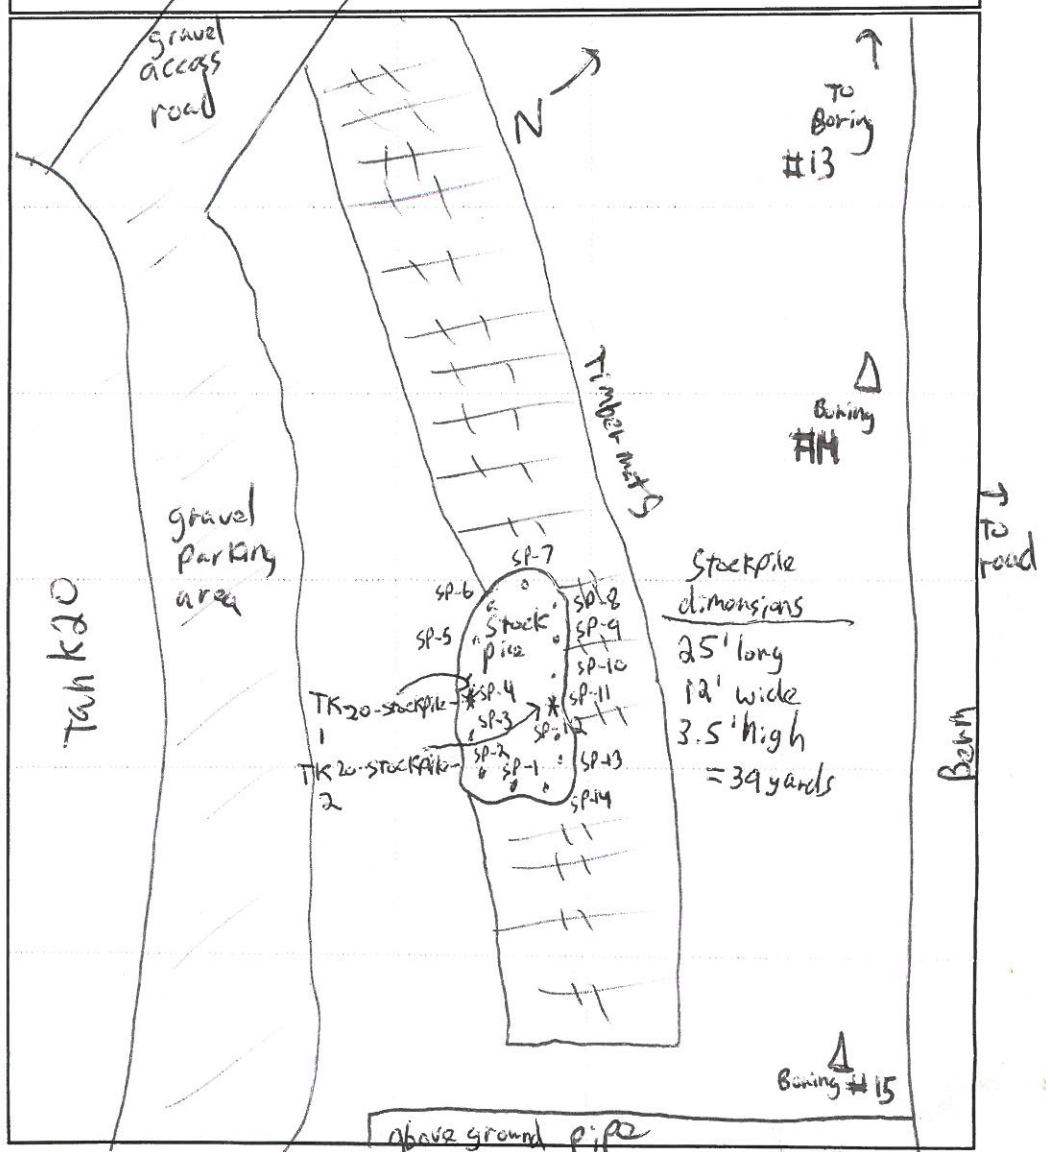 gravel
access
road
N
To
Boring
#13
Timber mats
Boring
#14
gravel
parking
area
Tank 20
To
road
Berm
Stockpile
dimensions
25' long
12' wide
3.5' high
= 39 yards
SP-7
SP-6
SP-8
SP-5
Stock
pile
SP-9
SP-10
TK20-stockpile-
1
SP-4
SP-11
SP-3
SP-12
TK20-stockpile-
2
SP-2
SP-1
SP-13
SP-14
Boring #15
above ground pipe